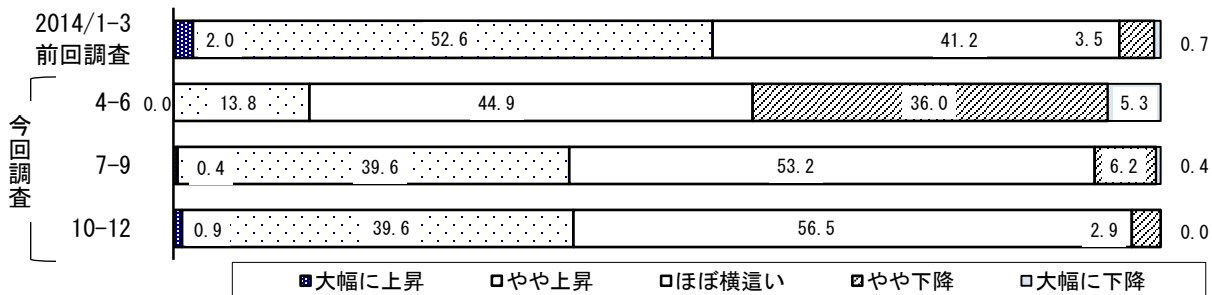 2014/1-3
前回調査
2.0 52.6 41.2 3.5 0.7
今回調査
4-6 0.0 13.8 44.9 36.0 5.3
7-9 0.4 39.6 53.2 6.2 0.4
10-12 0.9 39.6 56.5 2.9 0.0
大幅に上昇 やや上昇 ほぼ横這い やや下降 大幅に下降